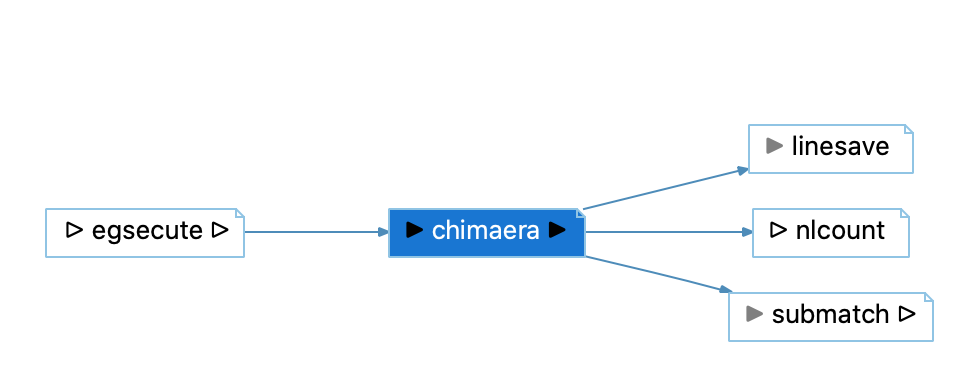 egsecute
chimaera
linesave
nlcount
submatch